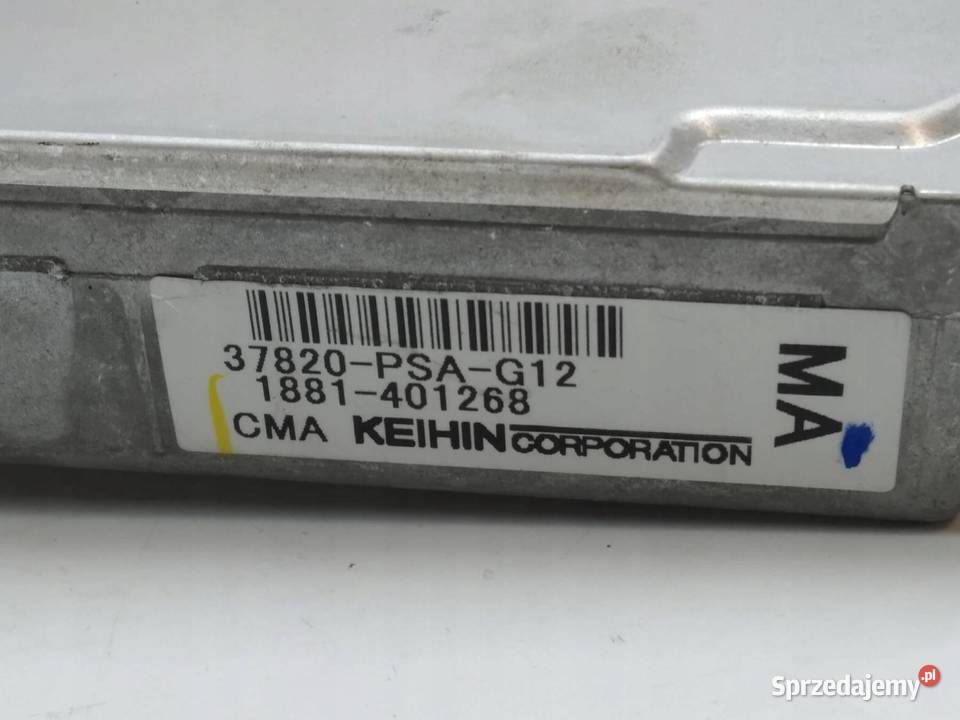 37820-PSA-G12
1881-401268
CMA KEIHIN CORPORATION
MA
Sprzedajemy.pl